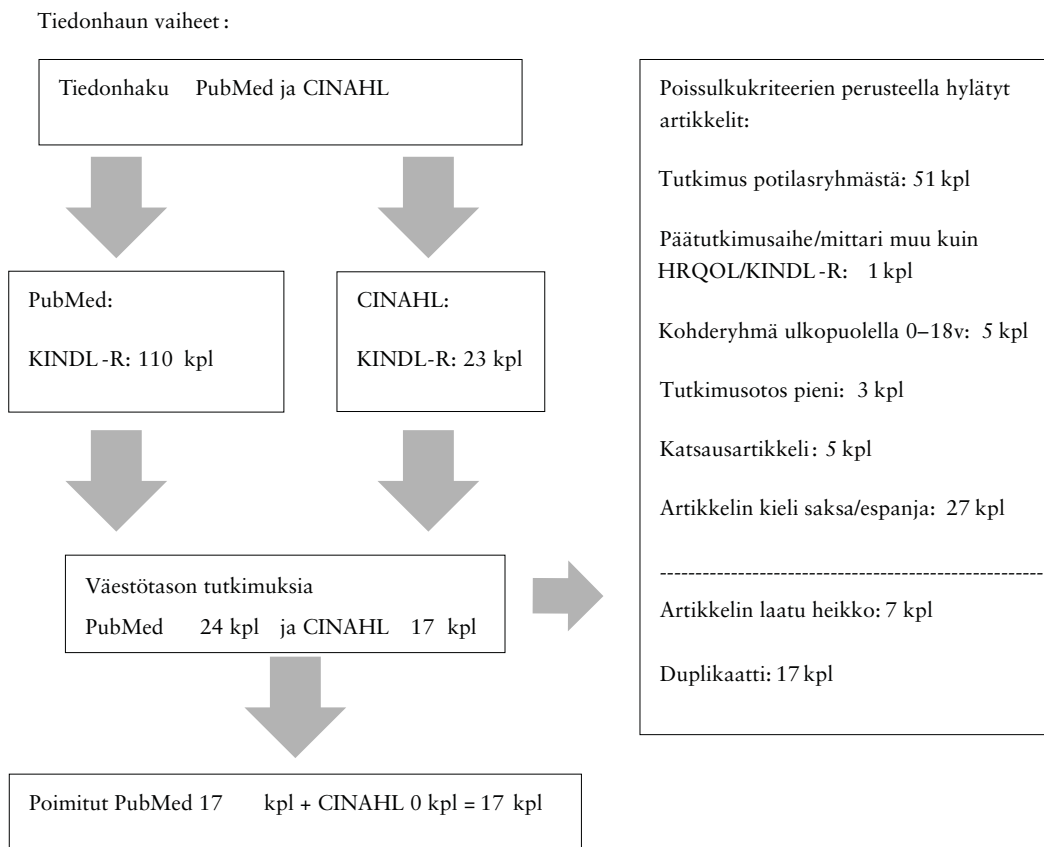 Tiedonhaun vaiheet:
Tiedonhaku PubMed ja CINAHL
PubMed:
KINDL-R: 110 kpl
CINAHL:
KINDL-R: 23 kpl
Väestötason tutkimuksia
PubMed 24 kpl ja CINAHL 17 kpl
Poimitut PubMed 17 kpl + CINAHL 0 kpl = 17 kpl
Poissulkukriteerien perusteella hylätyt
artikkelit:
Tutkimus potilasryhmästä: 51 kpl
Päätutkimusaihe/mittari muu kuin
HRQOL/KINDL-R: 1 kpl
Kohderyhmä ulkopuolella 0–18v: 5 kpl
Tutkimusotos pieni: 3 kpl
Katsausartikkeli: 5 kpl
Artikkelin kieli saksa/espanja: 27 kpl
-------------------------------------------------------
Artikkelin laatu heikko: 7 kpl
Duplikaatti: 17 kpl